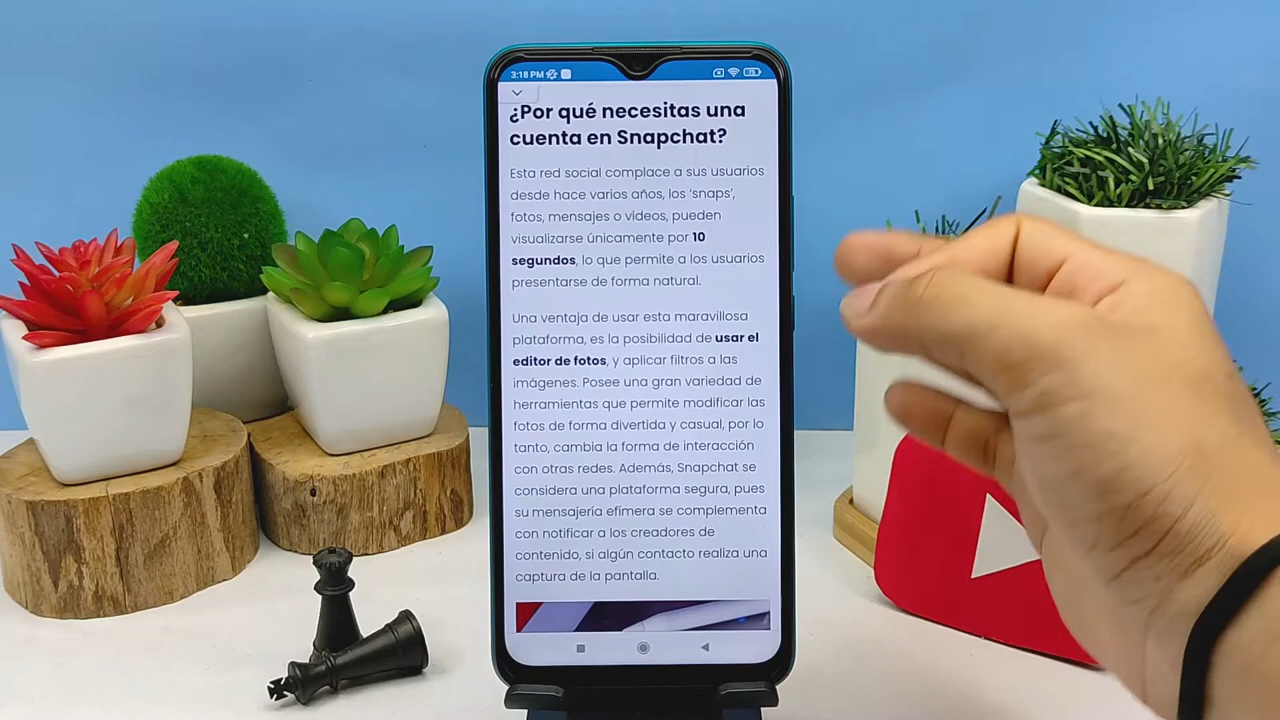 3:18 PM
78
¿Por qué necesitas una
cuenta en Snapchat?
Esta red social complace a sus usuarios
desde hace varios años, los ‘snaps’,
fotos, mensajes o videos, pueden
visualizarse únicamente por 10
segundos, lo que permite a los usuarios
presentarse de forma natural.
Una ventaja de usar esta maravillosa
plataforma, es la posibilidad de usar el
editor de fotos, y aplicar filtros a las
imágenes. Posee una gran variedad de
herramientas que permite modificar las
fotos de forma divertida y casual, por lo
tanto, cambia la forma de interacción
con otras redes. Además, Snapchat se
considera una plataforma segura, pues
su mensajería efímera se complementa
con notificar a los creadores de
contenido, si algún contacto realiza una
captura de la pantalla.